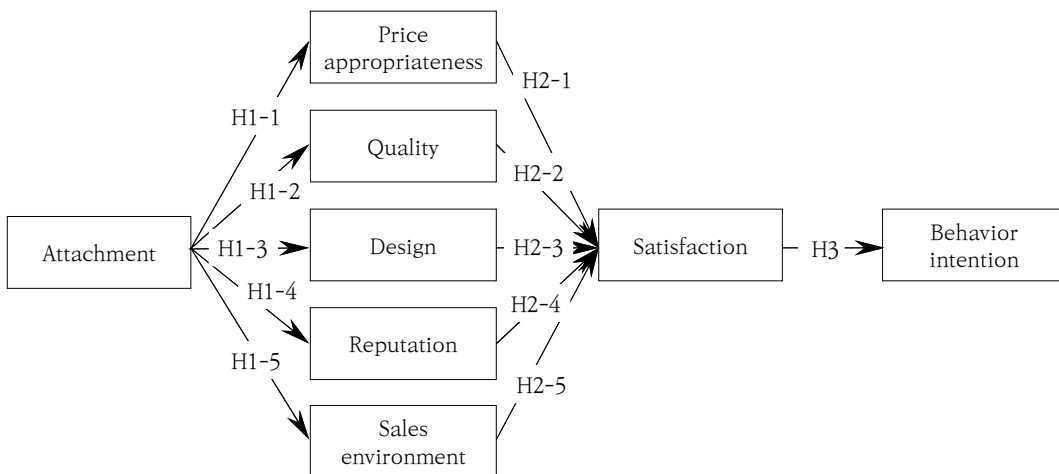 Price
appropriateness
H2-1
H1-1
Quality
H2-2
H1-2
Attachment
H1-3
Design
H2-3
Satisfaction
H3
Behavior
intention
H1-4
H2-4
Reputation
H1-5
H2-5
Sales
environment